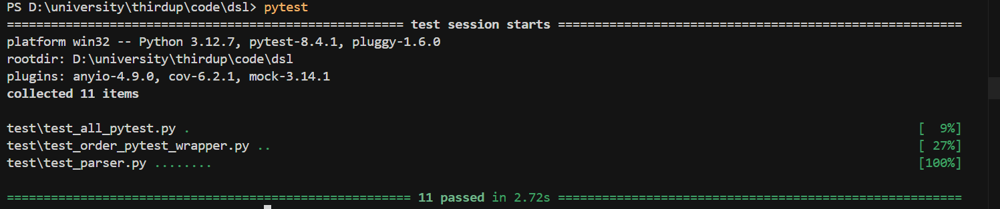 PS D:\university\thirdup\code\dsl> pytest
====================================================== test session starts =======================================================
platform win32 -- Python 3.12.7, pytest-8.4.1, pluggy-1.6.0
rootdir: D:\university\thirdup\code\dsl
plugins: anyio-4.9.0, cov-6.2.1, mock-3.14.1
collected 11 items
test\test_all_pytest.py . [  9%]
test\test_order_pytest_wrapper.py .. [ 27%]
test\test_parser.py ........ [100%]
======================================================= 11 passed in 2.72s =======================================================